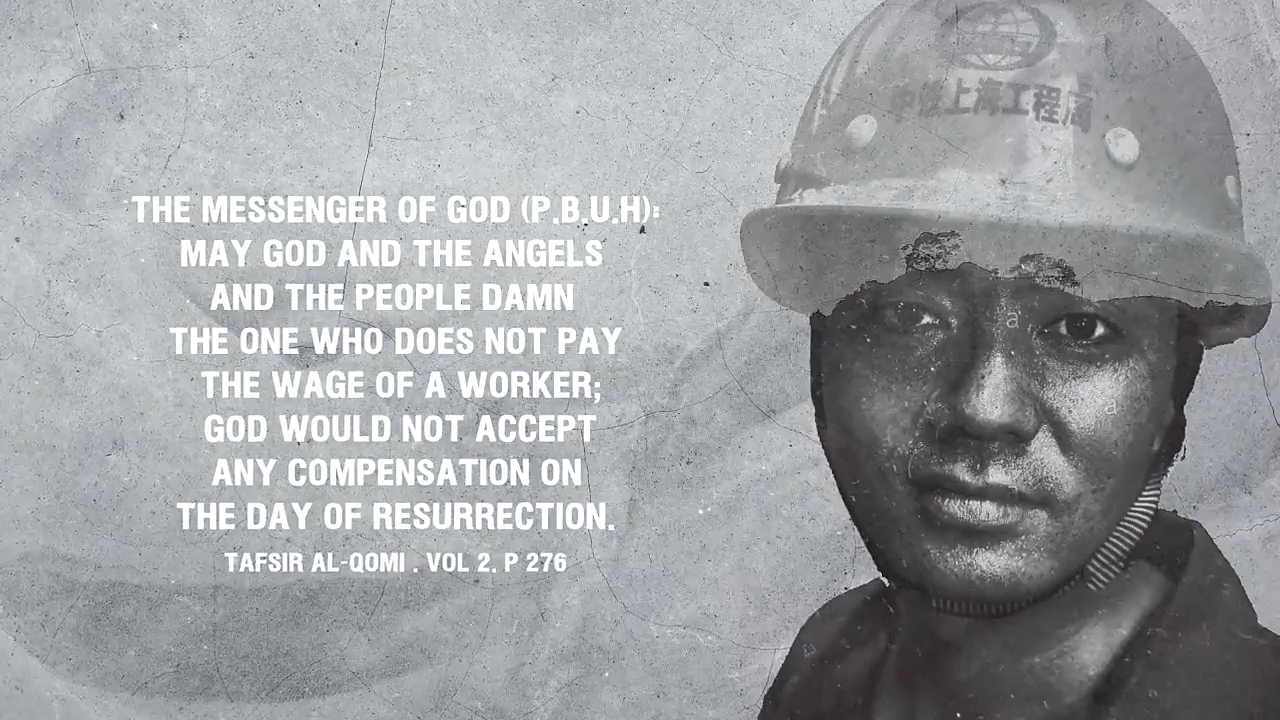 THE MESSENGER OF GOD (P.B.U.H):
MAY GOD AND THE ANGELS
AND THE PEOPLE DAMN
THE ONE WHO DOES NOT PAY
THE WAGE OF A WORKER;
GOD WOULD NOT ACCEPT
ANY COMPENSATION ON
THE DAY OF RESURRECTION.
TAFSIR AL-QOMI . VOL 2. P 276
上海工程局
a
a